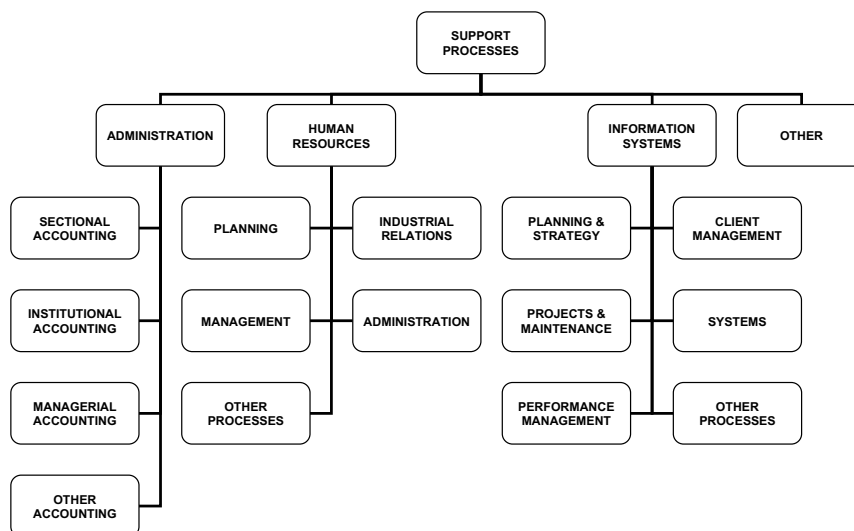 SUPPORT
PROCESSES
ADMINISTRATION
HUMAN
RESOURCES
INFORMATION
SYSTEMS
OTHER
SECTIONAL
ACCOUNTING
PLANNING
INDUSTRIAL
RELATIONS
PLANNING &
STRATEGY
CLIENT
MANAGEMENT
INSTITUTIONAL
ACCOUNTING
MANAGEMENT
ADMINISTRATION
PROJECTS &
MAINTENANCE
SYSTEMS
MANAGERIAL
ACCOUNTING
OTHER
PROCESSES
PERFORMANCE
MANAGEMENT
OTHER
PROCESSES
OTHER
ACCOUNTING